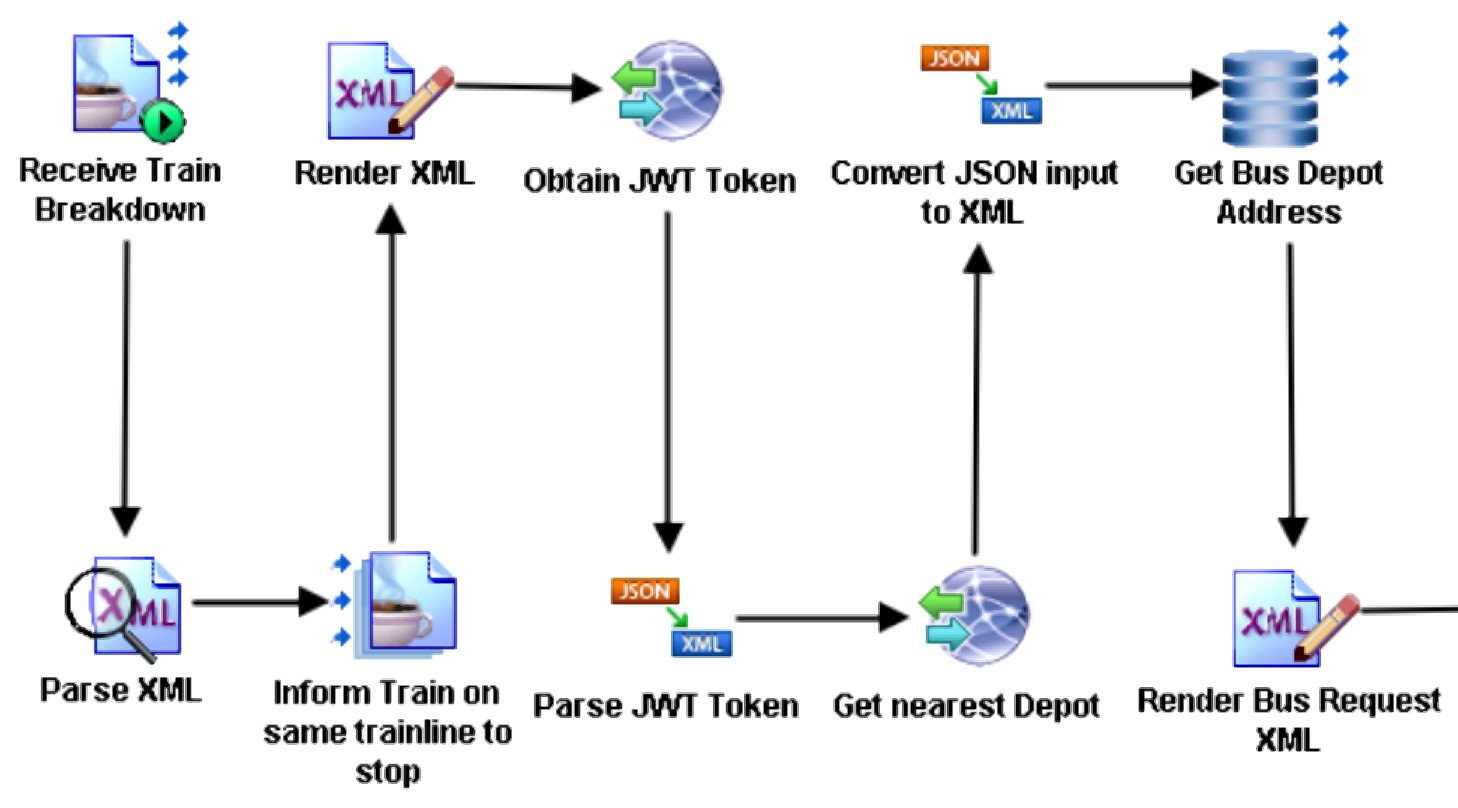 Receive Train
Breakdown
XML
Render XML
Obtain JWT Token
JSON
XML
Convert JSON input
to XML
Get Bus Depot
Address
XML
Parse XML
Inform Train on
same trainline to
stop
JSON
XML
Parse JWT Token
Get nearest Depot
XML
Render Bus Request
XML